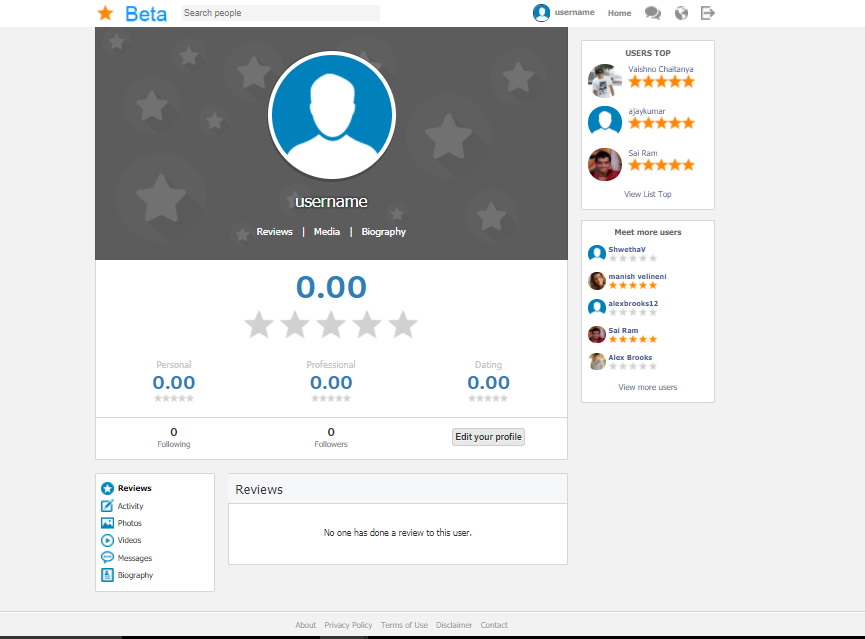 Beta
Search people
username
Home
username
Reviews | Media | Biography
0.00
Personal
0.00
Professional
0.00
Dating
0.00
0
Following
0
Followers
Edit your profile
Reviews
Activity
Photos
Videos
Messages
Biography
Reviews
No one has done a review to this user.
USERS TOP
Vaishno Chaitanya
ajaykumar
Sai Ram
View List Top
Meet more users
ShwethaV
manish velineni
alexbrooks12
Sai Ram
Alex Brooks
View more users
About Privacy Policy Terms of Use Disclaimer Contact